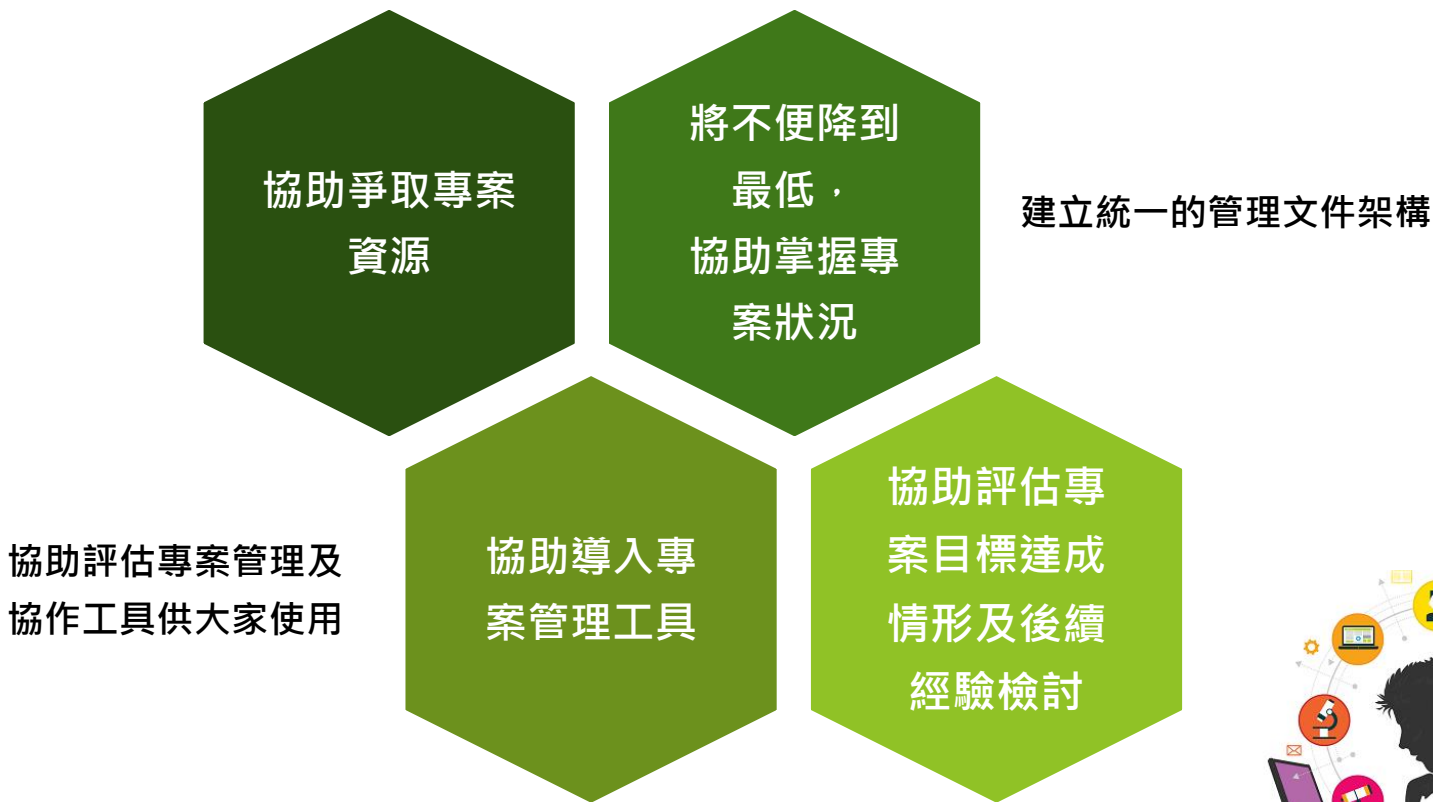 協助爭取專案
資源
將不便降到
最低，
協助掌握專
案狀況
建立統一的管理文件架構
協助評估專案管理及
協作工具供大家使用
協助導入專
案管理工具
協助評估專
案目標達成
情形及後續
經驗檢討